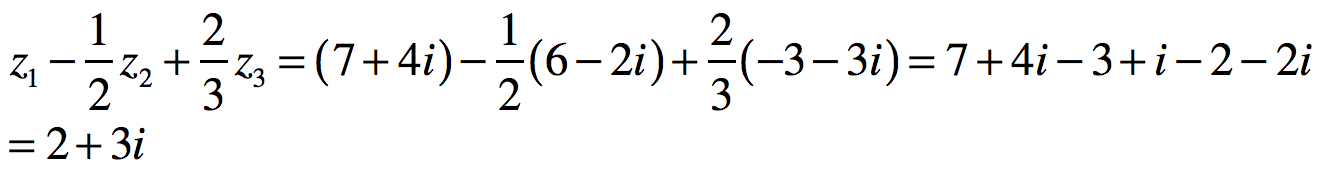 z₁ − 1/2 z₂ + 2/3 z₃ = (7 + 4i) − 1/2 (6 − 2i) + 2/3 (−3 − 3i) = 7 + 4i − 3 + i − 2 − 2i
= 2 + 3i